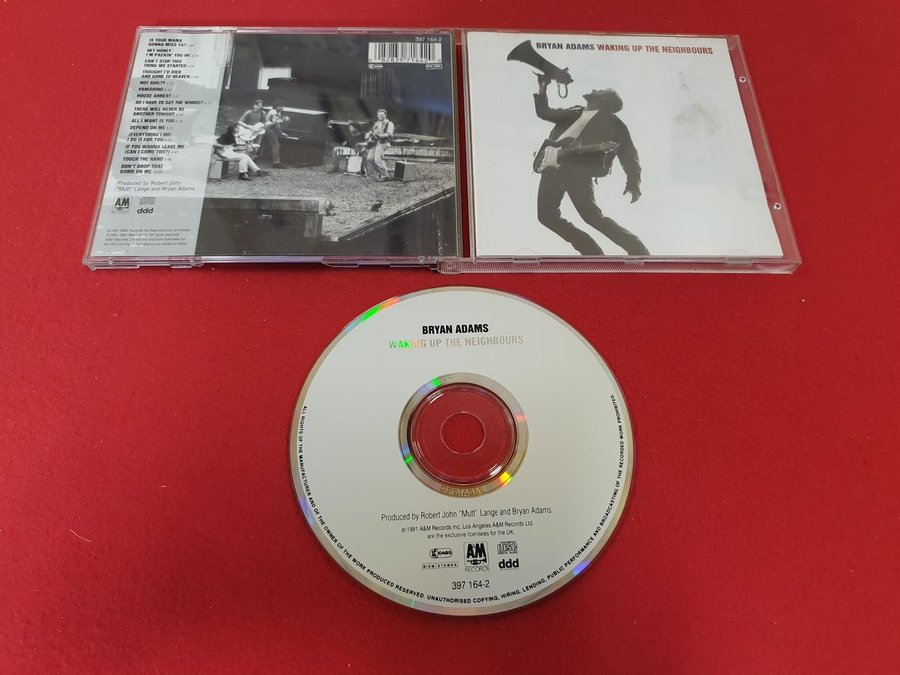 IS YOUR MAMA
GONNA MISS YA?
HEY HONEY -
I'M PACKIN' YOU IN!
CAN'T STOP THIS
THING WE STARTED
THOUGHT I'D DIED
AND GONE TO HEAVEN
NOT GUILTY
VANISHING
HOUSE ARREST
DO I HAVE TO SAY THE WORDS?
THERE WILL NEVER BE
ANOTHER TONIGHT
ALL I WANT IS YOU
DEPEND ON ME
(EVERYTHING I DO)
I DO IT FOR YOU
IF YOU WANNA LEAVE ME
(CAN I COME TOO?)
TOUCH THE HAND
DON'T DROP THAT
BOMB ON ME
Produced by Robert John
"Mutt" Lange and Bryan Adams
A&M
RECORDS
ddd
397 164-2
BRYAN ADAMS WAKING UP THE NEIGHBOURS
BRYAN ADAMS
WAKING UP THE NEIGHBOURS
Produced by Robert John "Mutt" Lange and Bryan Adams
℗ 1991 A&M Records Inc. Los Angeles A&M Records Ltd
are the exclusive licensees for the UK.
BIEM STEMRA
A&M
RECORDS
ddd
397 164-2
ALL RIGHTS OF THE MANUFACTURER AND OF THE OWNER OF THE WORK PRODUCED RESERVED. UNAUTHORISED COPYING, HIRING, LENDING, PUBLIC PERFORMANCE AND BROADCASTING OF THE RECORDED WORK PROHIBITED.